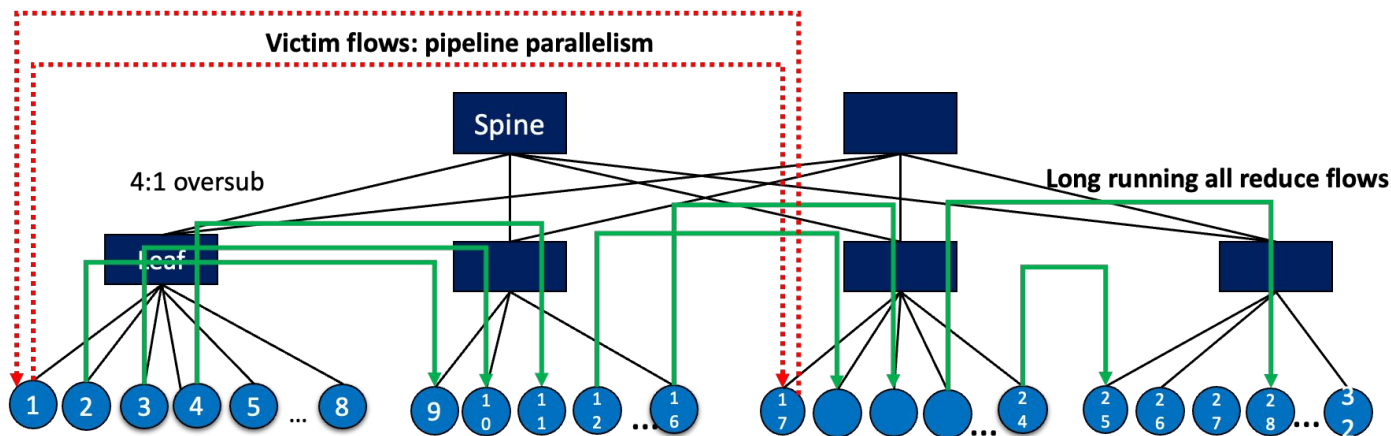 Victim flows: pipeline parallelism
Spine
4:1 oversub
Long running all reduce flows
Leaf
1 2 3 4 5 ... 8 9 10 11 12 ... 16 17 ... 24 25 26 27 28 ... 32